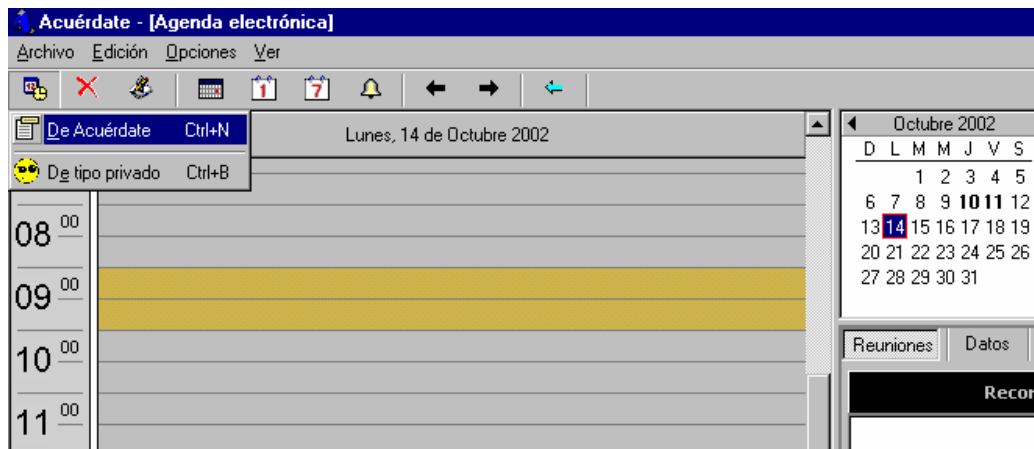 Acuérdate - [Agenda electrónica]
Archivo Edición Opciones Ver
1 7
De Acuérdate Ctrl+N
De tipo privado Ctrl+B
Lunes, 14 de Octubre 2002
08 00
09 00
10 00
11 00
Octubre 2002
D L M M J V S
1 2 3 4 5
6 7 8 9 10 11 12
13 14 15 16 17 18 19
20 21 22 23 24 25 26
27 28 29 30 31
Reuniones Datos
Recor